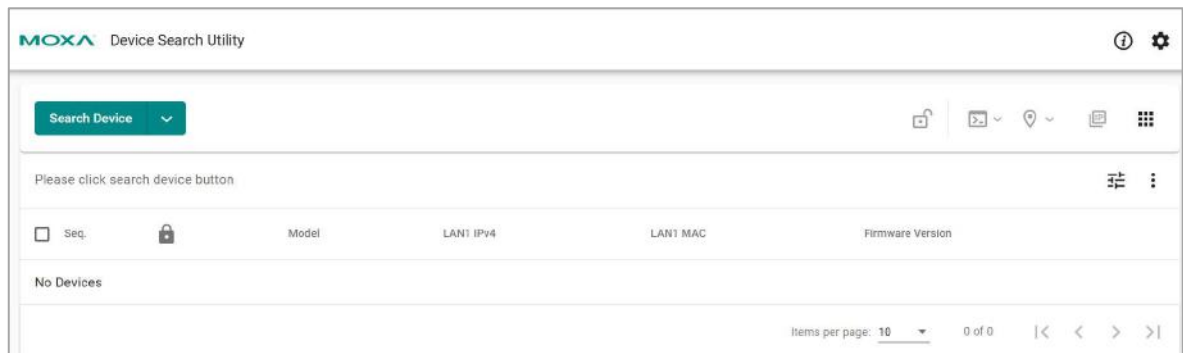 MOXA Device Search Utility
Search Device
Please click search device button
Seq. Model LAN1 IPv4 LAN1 MAC Firmware Version
No Devices
Items per page: 10 0 of 0